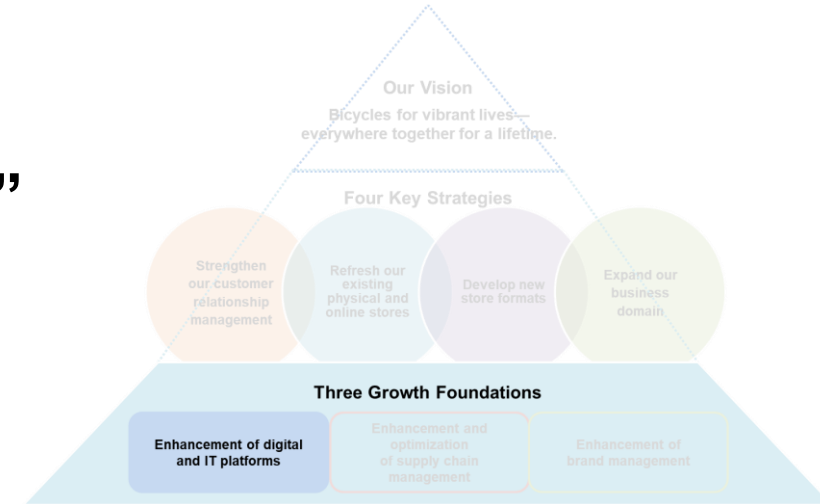 Our Vision
Bicycles for vibrant lives—
everywhere together for a lifetime.
”
Four Key Strategies
Strengthen
our customer
relationship
management
Refresh our
existing
physical and
online stores
Develop new
store formats
Expand our
business
domain
Three Growth Foundations
Enhancement of digital
and IT platforms
Enhancement and
optimization
of supply chain
management
Enhancement of
brand management